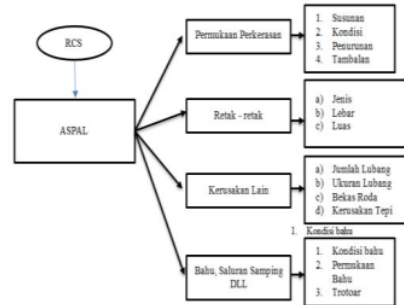 RCS
ASPAL
Permukaan Perkerasan
1. Susunan
2. Kondisi
3. Penurunan
4. Tambalan
Retak - retak
a) Jenis
b) Lebar
c) Luas
Kerusakan Lain
a) Jumlah Lubang
b) Ukuran Lubang
c) Bekas Roda
d) Kerusakan Tepi
1. Kondisi bahu
Bahu, Saluran Samping
DLL
1. Kondisi bahu
2. Permukaan
Bahu
3. Trotoar